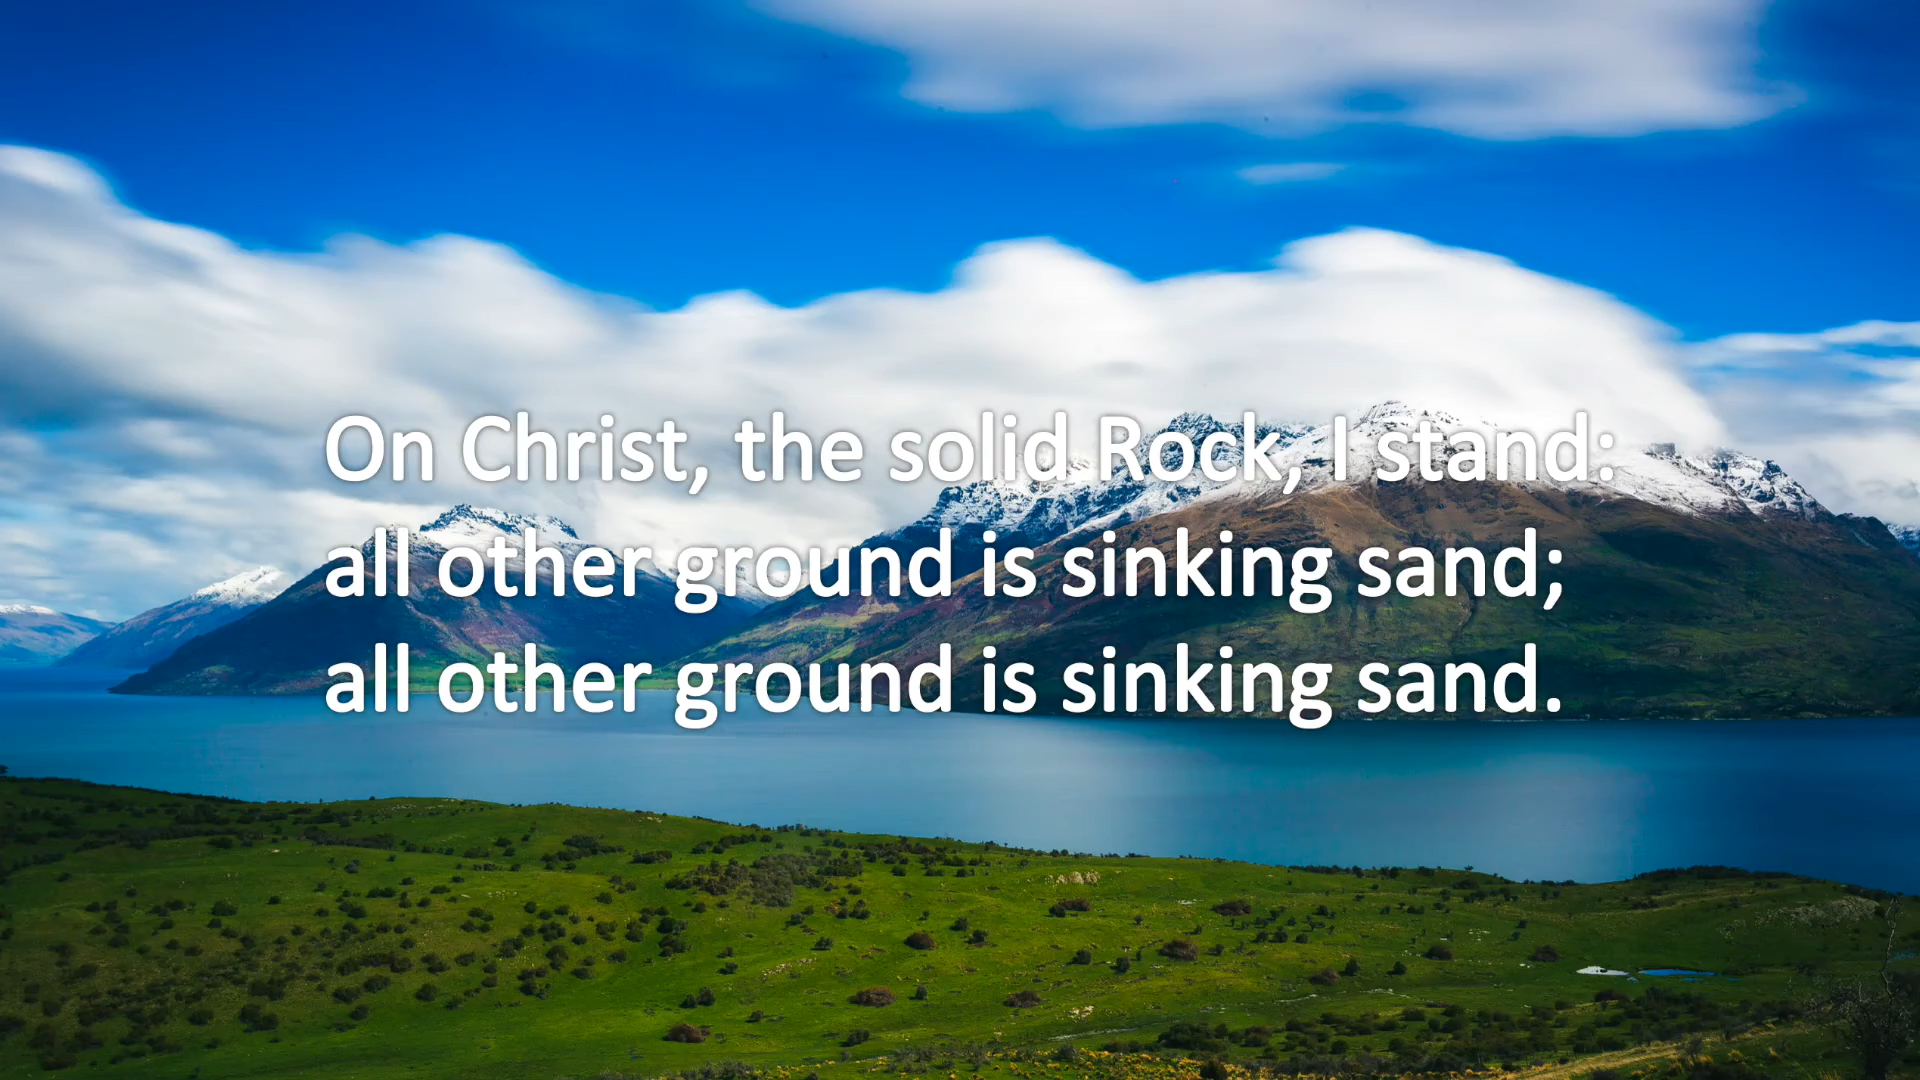 On Christ, the solid Rock, I stand:
all other ground is sinking sand;
all other ground is sinking sand.